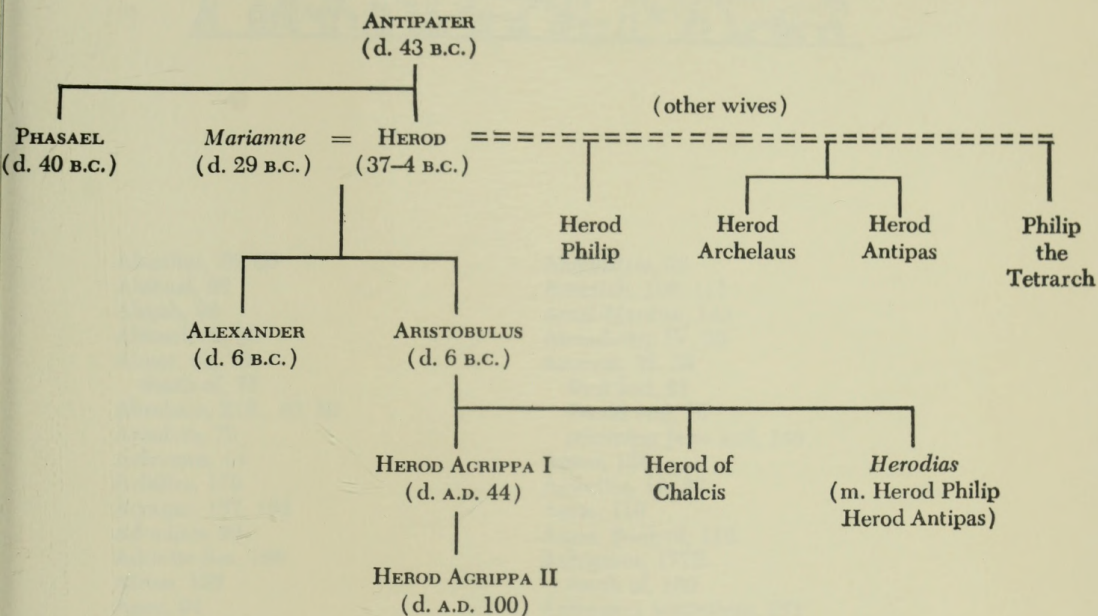 ANTIPATER
(d. 43 B.C.)
(other wives)
PHASAEL
(d. 40 B.C.)
Mariamne = HEROD
(d. 29 B.C.) (37–4 B.C.)
Herod
Philip
Herod
Archelaus
Herod
Antipas
Philip
the
Tetrarch
ALEXANDER
(d. 6 B.C.)
ARISTOBULUS
(d. 6 B.C.)
HEROD AGRIPPA I
(d. A.D. 44)
Herod of
Chalcis
Herodias
(m. Herod Philip
Herod Antipas)
HEROD AGRIPPA II
(d. A.D. 100)